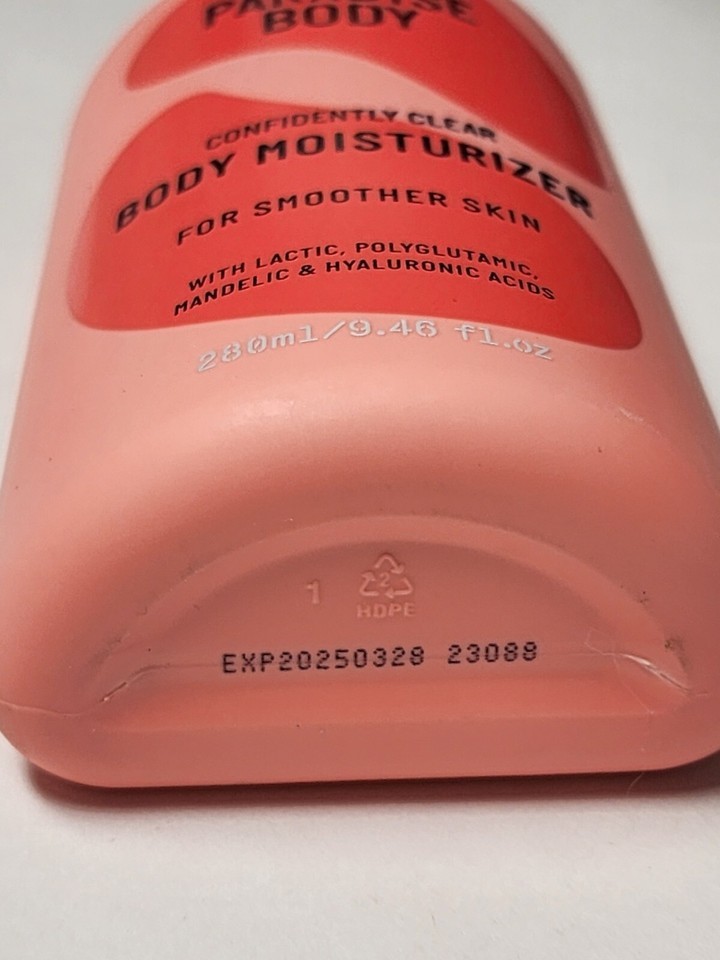 PARADISE
BODY
CONFIDENTLY CLEAR
BODY MOISTURIZER
FOR SMOOTHER SKIN
WITH LACTIC, POLYGLUTAMIC,
MANDELIC & HYALURONIC ACIDS
280ml/9.46 fl.oz
1
2
HDPE
EXP20250328 23088